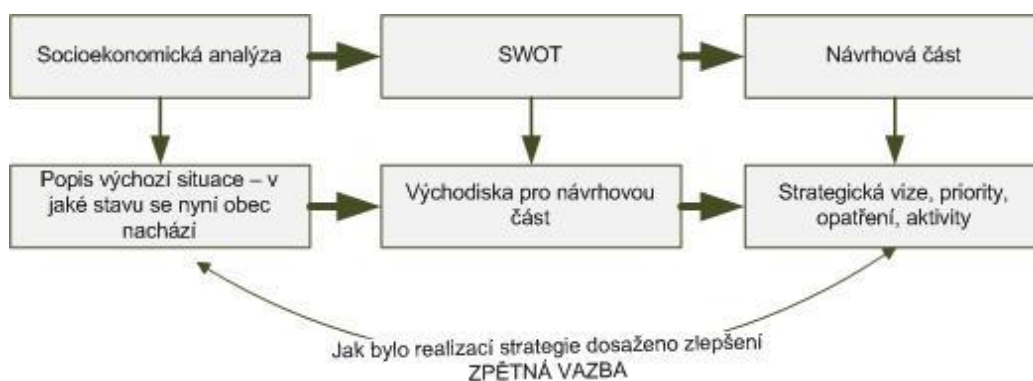 Socioekonomická analýza
SWOT
Návrhová část
Popis výchozí situace – v
jaké stavu se nyní obec
nachází
Východiska pro návrhovou
část
Strategická vize, priority,
opatření, aktivity
Jak bylo realizací strategie dosaženo zlepšení
ZPĚTNÁ VAZBA